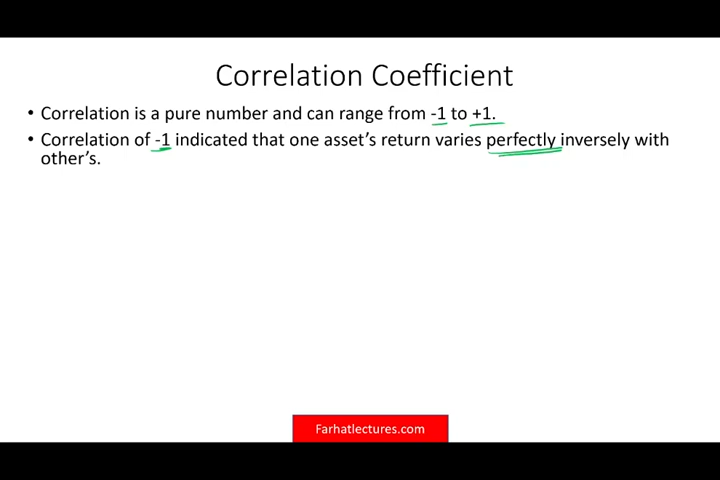 Correlation Coefficient
• Correlation is a pure number and can range from -1 to +1.
• Correlation of -1 indicated that one asset's return varies perfectly inversely with
other's.
Farhatlectures.com